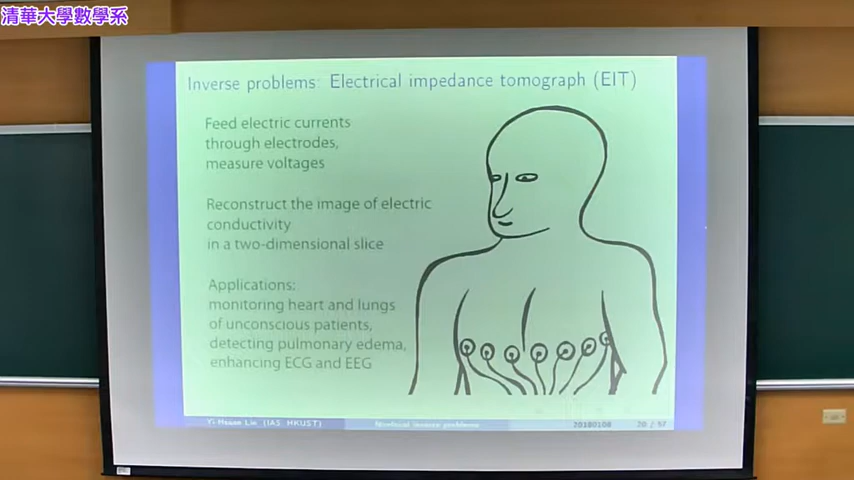 清華大學數學系
Inverse problems: Electrical impedance tomograph (EIT)
Feed electric currents
through electrodes,
measure voltages
Reconstruct the image of electric
conductivity
in a two-dimensional slice
Applications:
monitoring heart and lungs
of unconscious patients,
detecting pulmonary edema,
enhancing ECG and EEG
Yi-Hsuan Lin (IAS, HKUST)
Nonlocal inverse problems
20180108
20 / 57